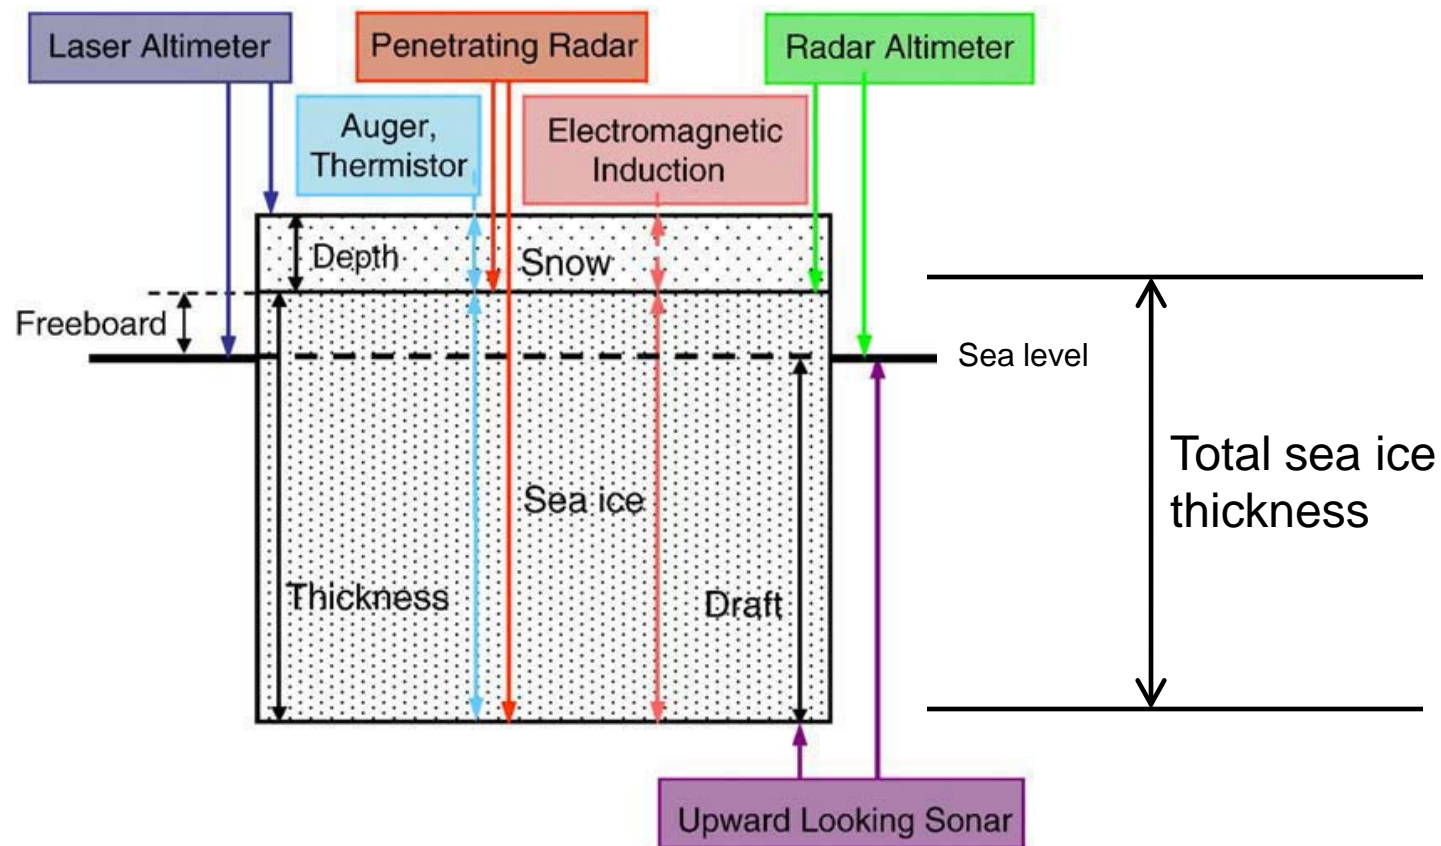 Laser Altimeter
Penetrating Radar
Radar Altimeter
Auger,
Thermistor
Electromagnetic
Induction
Depth
Snow
Freeboard
Sea level
Total sea ice
thickness
Sea ice
Thickness
Draft
Upward Looking Sonar